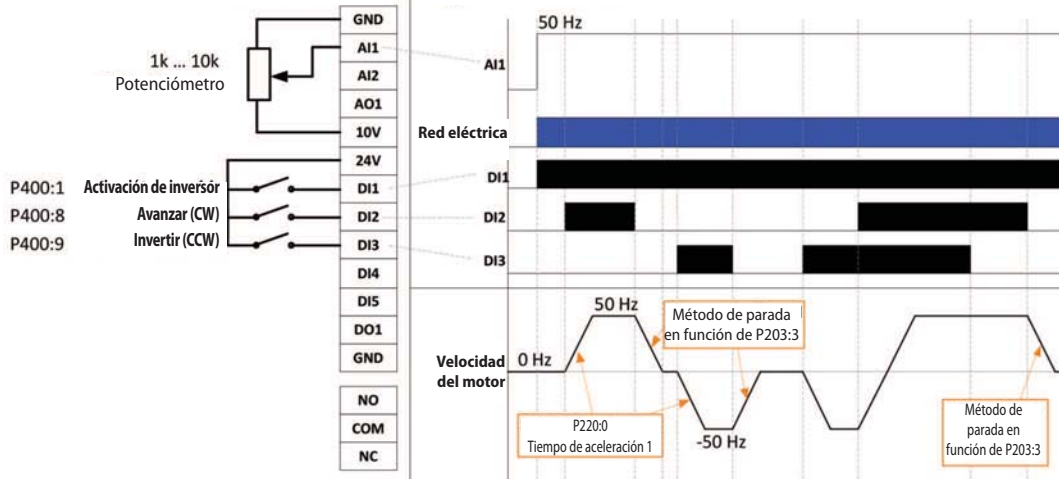 1k ... 10k
Potenciómetro
P400:1
Activación de inversor
P400:8
Avanzar (CW)
P400:9
Invertir (CCW)
GND
AI1
AI2
AO1
10V
24V
DI1
DI2
DI3
DI4
DI5
DO1
GND
NO
COM
NC
50 Hz
AI1
Red eléctrica
DI1
DI2
DI3
Velocidad
del motor
0 Hz
50 Hz
Método de parada
en función de P203:3
P220:0
Tiempo de aceleración 1
-50 Hz
Método de
parada en
función de P203:3